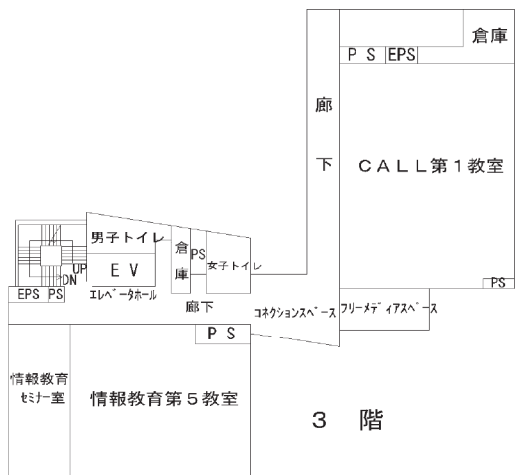 倉庫
ＰＳ EPS
廊下
ＣＡＬＬ第１教室
男子トイレ
倉庫
PS
女子トイレ
UP
DN
ＥＶ
EPS PS
エレベータホール
廊下
PS
コネクションスペース
フリーメディアスペース
ＰＳ
情報教育
セミナー室
情報教育第５教室
３ 階